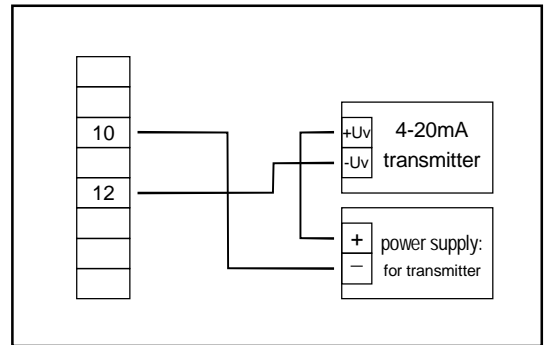 10
12
+Uv
-Uv
4-20mA
transmitter
+
−
power supply:
for transmitter